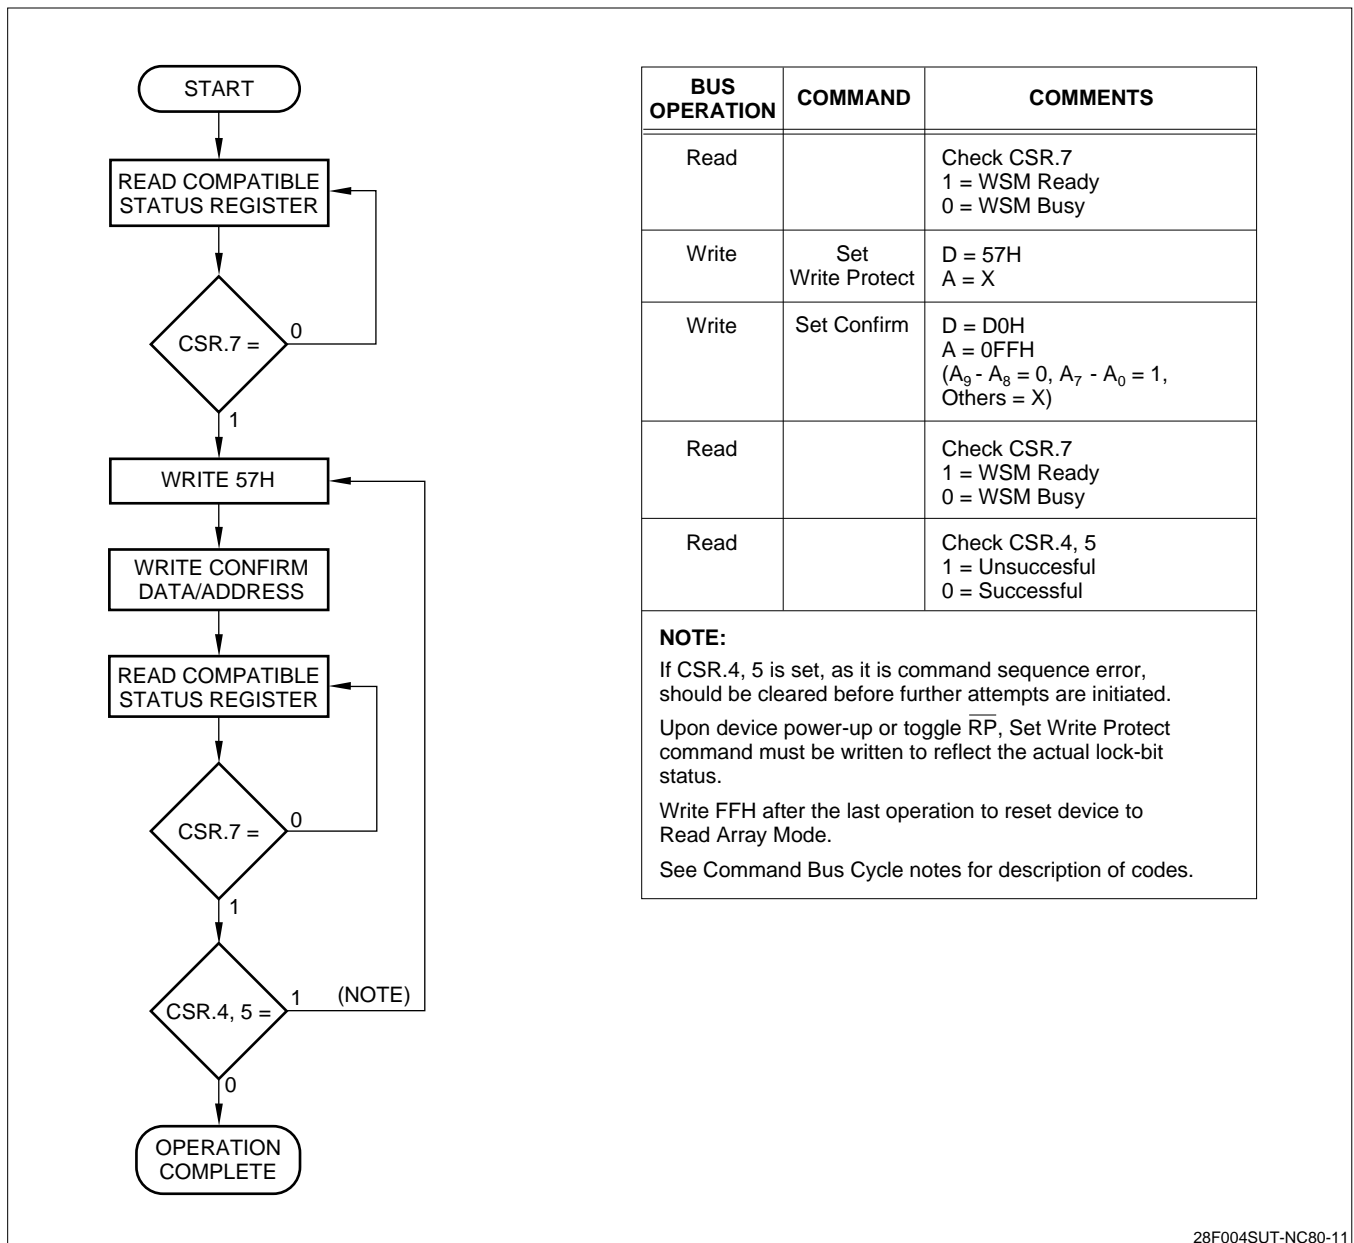 START
READ COMPATIBLE
STATUS REGISTER
CSR.7 =
0
1
WRITE 57H
WRITE CONFIRM
DATA/ADDRESS
READ COMPATIBLE
STATUS REGISTER
CSR.7 =
0
1
CSR.4, 5 =
1
(NOTE)
0
OPERATION
COMPLETE
BUS
OPERATION
COMMAND
COMMENTS
Read
Check CSR.7
1 = WSM Ready
0 = WSM Busy
Write
Set
Write Protect
D = 57H
A = X
Write
Set Confirm
D = D0H
A = 0FFH
(A9 - A8 = 0, A7 - A0 = 1,
Others = X)
Read
Check CSR.7
1 = WSM Ready
0 = WSM Busy
Read
Check CSR.4, 5
1 = Unsuccesful
0 = Successful
NOTE:
If CSR.4, 5 is set, as it is command sequence error,
should be cleared before further attempts are initiated.
Upon device power-up or toggle R̅P̅, Set Write Protect
command must be written to reflect the actual lock-bit
status.
Write FFH after the last operation to reset device to
Read Array Mode.
See Command Bus Cycle notes for description of codes.
28F004SUT-NC80-11